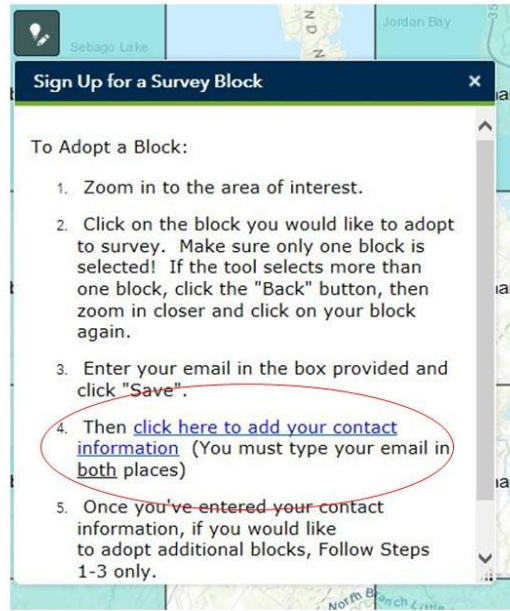 Sebago Lake
N D
N
Jordan Bay
35
Sign Up for a Survey Block ×
To Adopt a Block:
1. Zoom in to the area of interest.
2. Click on the block you would like to adopt
to survey. Make sure only one block is
selected! If the tool selects more than
one block, click the "Back" button, then
zoom in closer and click on your block
again.
3. Enter your email in the box provided and
click "Save".
4. Then click here to add your contact
information (You must type your email in
both places)
5. Once you've entered your contact
information, if you would like
to adopt additional blocks, Follow Steps
1-3 only.
North Branch Little